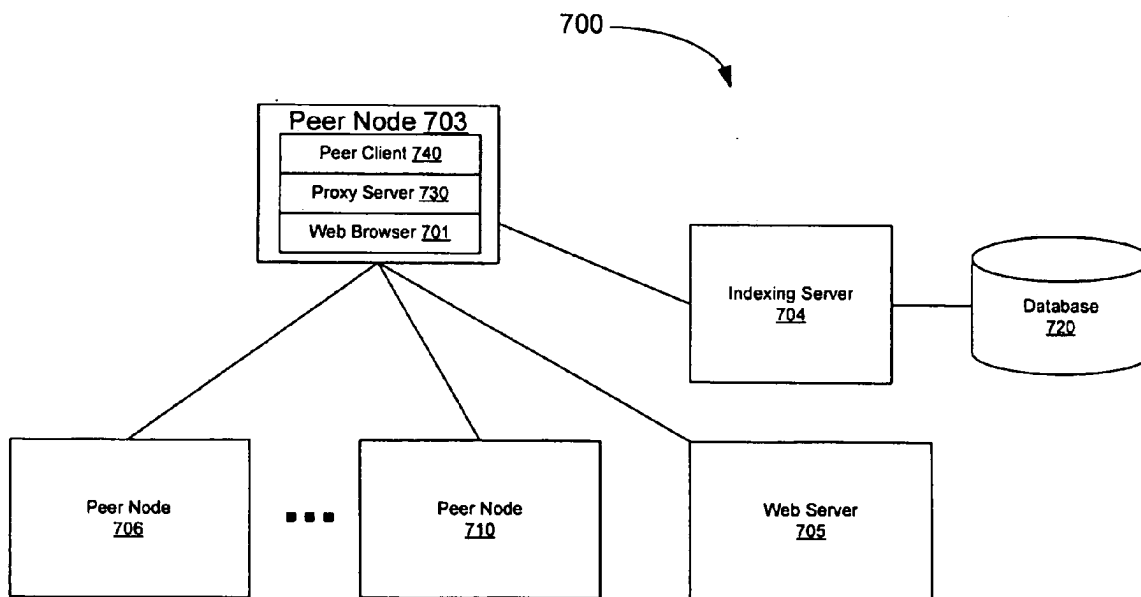 700
Peer Node 703
Peer Client 740
Proxy Server 730
Web Browser 701
Indexing Server
704
Database
720
Peer Node
706
Peer Node
710
Web Server
705